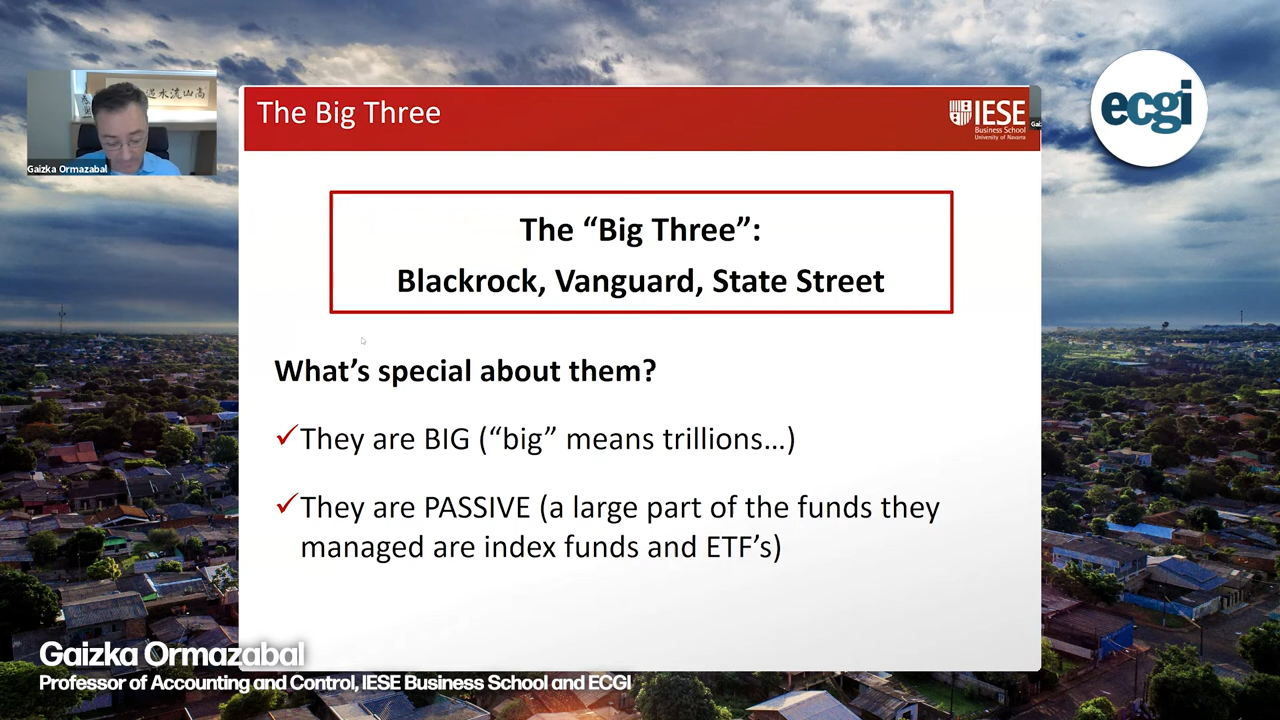 The Big Three
IESE
Business School
University of Navarra
ecgi
Gaizka Ormazabal
The “Big Three”:
Blackrock, Vanguard, State Street
What’s special about them?
They are BIG (“big” means trillions...)
They are PASSIVE (a large part of the funds they
managed are index funds and ETF’s)
Gaizka Ormazabal
Professor of Accounting and Control, IESE Business School and ECGI